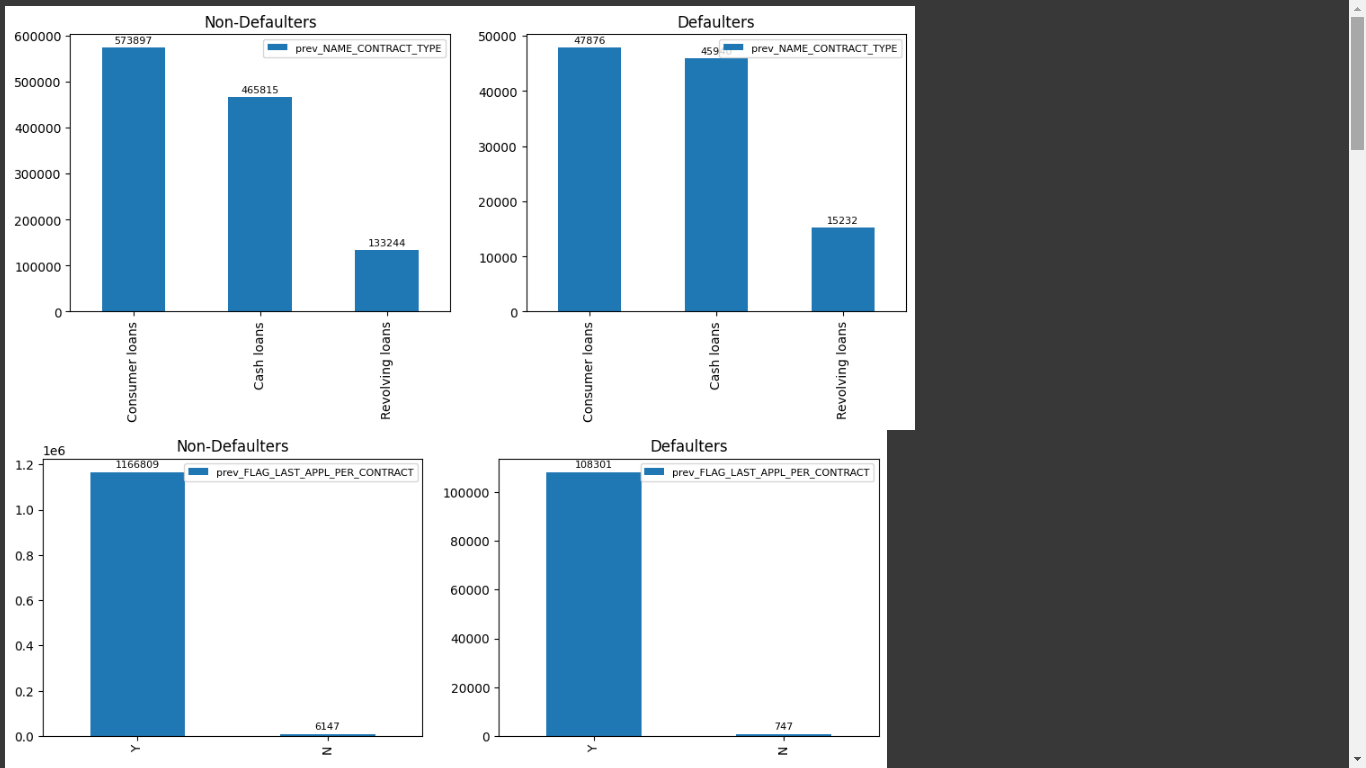 Non-Defaulters
prev_NAME_CONTRACT_TYPE
600000
500000
400000
300000
200000
100000
0
573897
465815
133244
Consumer loans
Cash loans
Revolving loans
Defaulters
prev_NAME_CONTRACT_TYPE
50000
40000
30000
20000
10000
0
47876
15232
Consumer loans
Cash loans
Revolving loans
Non-Defaulters
1e6
prev_FLAG_LAST_APPL_PER_CONTRACT
1.2
1.0
0.8
0.6
0.4
0.2
0.0
1166809
6147
Y
N
Defaulters
prev_FLAG_LAST_APPL_PER_CONTRACT
100000
80000
60000
40000
20000
0
108301
747
Y
N